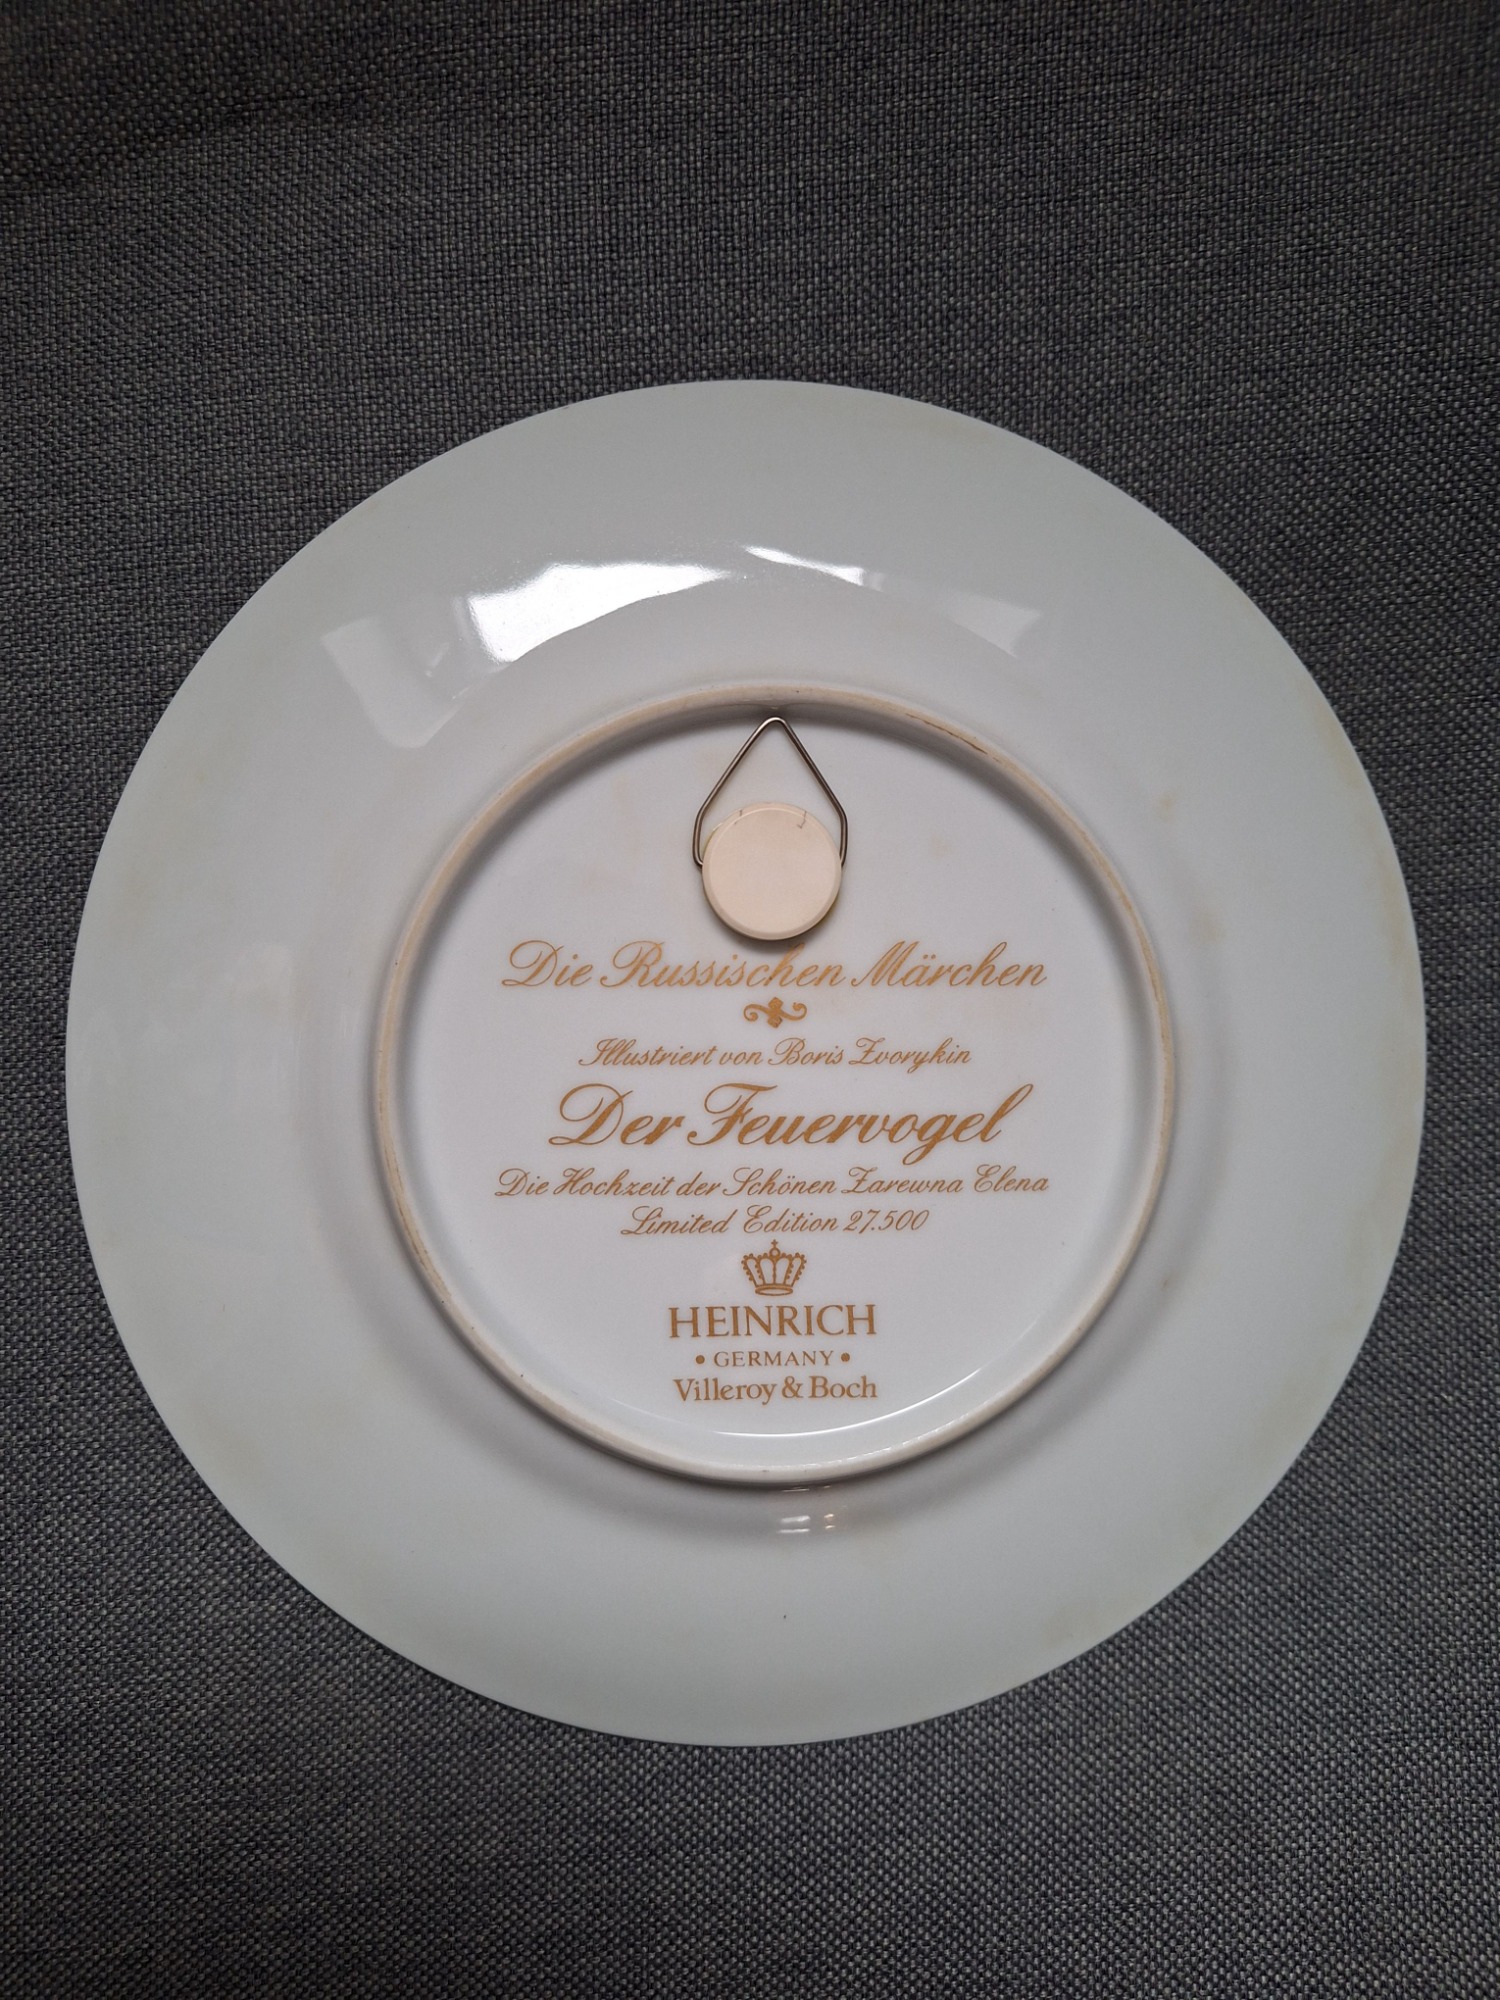 Die Russischen Märchen
Illustriert von Boris Zvorykin
Der Feuervogel
Die Hochzeit der Schönen Zarewna Elena
Limited Edition 27.500
HEINRICH
• GERMANY •
Villeroy & Boch